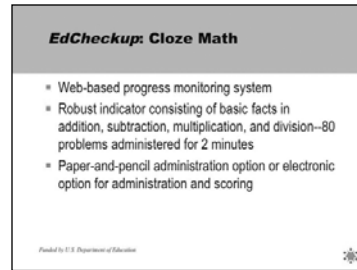 EdCheckup: Cloze Math
Web-based progress monitoring system
Robust indicator consisting of basic facts in
addition, subtraction, multiplication, and division--80
problems administered for 2 minutes
Paper-and-pencil administration option or electronic
option for administration and scoring
Funded by U.S. Department of Education